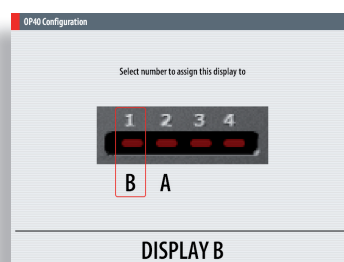 OP40 Configuration
Select number to assign this display to
1 2 3 4
B A
DISPLAY B